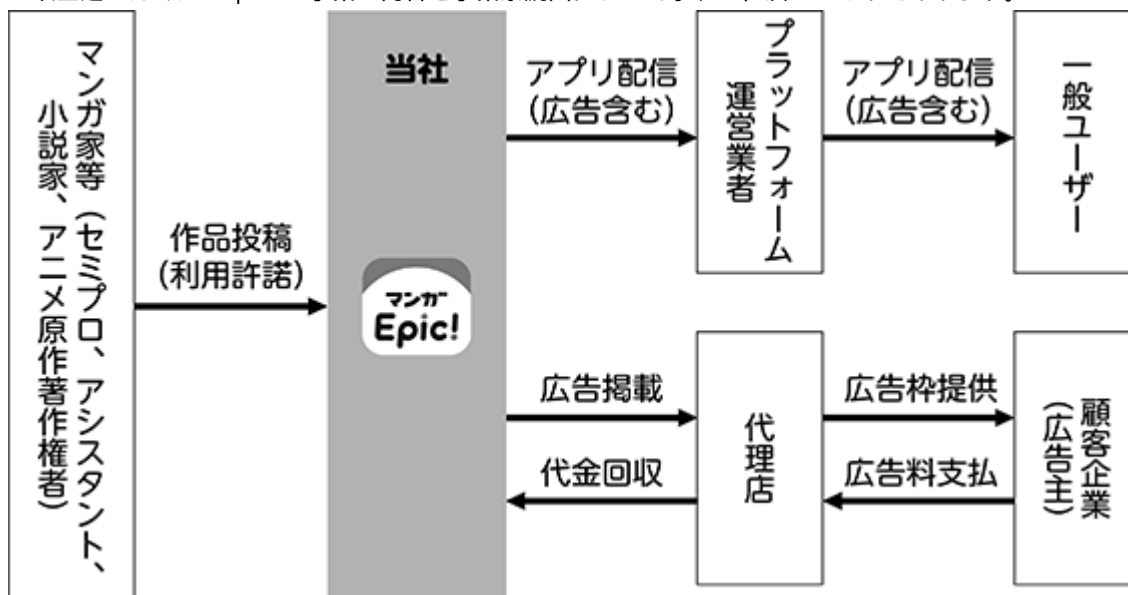 マンガ家等（セミプロ、アシスタント、
小説家、アニメ原作著作権者）
作品投稿
(利用許諾)
当社
マンガ
Epic!
アプリ配信
(広告含む)
プラットフォーム
運営業者
アプリ配信
(広告含む)
一般ユーザー
広告掲載
代金回収
代理店
広告枠提供
広告料支払
顧客企業
(広告主)